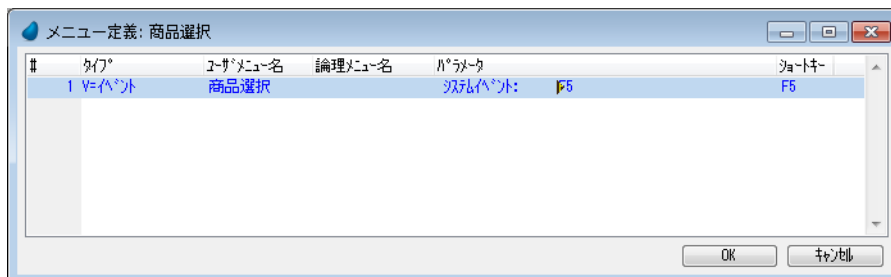 メニュー定義: 商品選択
# ﾀｲﾌﾟ ﾕｰｻﾞﾒﾆｭｰ名 論理ﾒﾆｭｰ名 ﾊﾟﾗﾒｰﾀ ｼｮｰﾄｷｰ
1 V=ｲﾍﾞﾝﾄ 商品選択 ｼｽﾃﾑｲﾍﾞﾝﾄ: F5 F5
OK ｷｬﾝｾﾙ